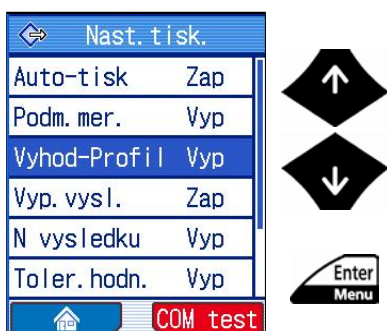 Nast. tisk.
Auto-tisk Zap
Podm. mer. Vyp
Vyhod-Profil Vyp
Vyp. vysl. Zap
N vysledku Vyp
Toler. hodn. Vyp
COM test
Enter
Menu